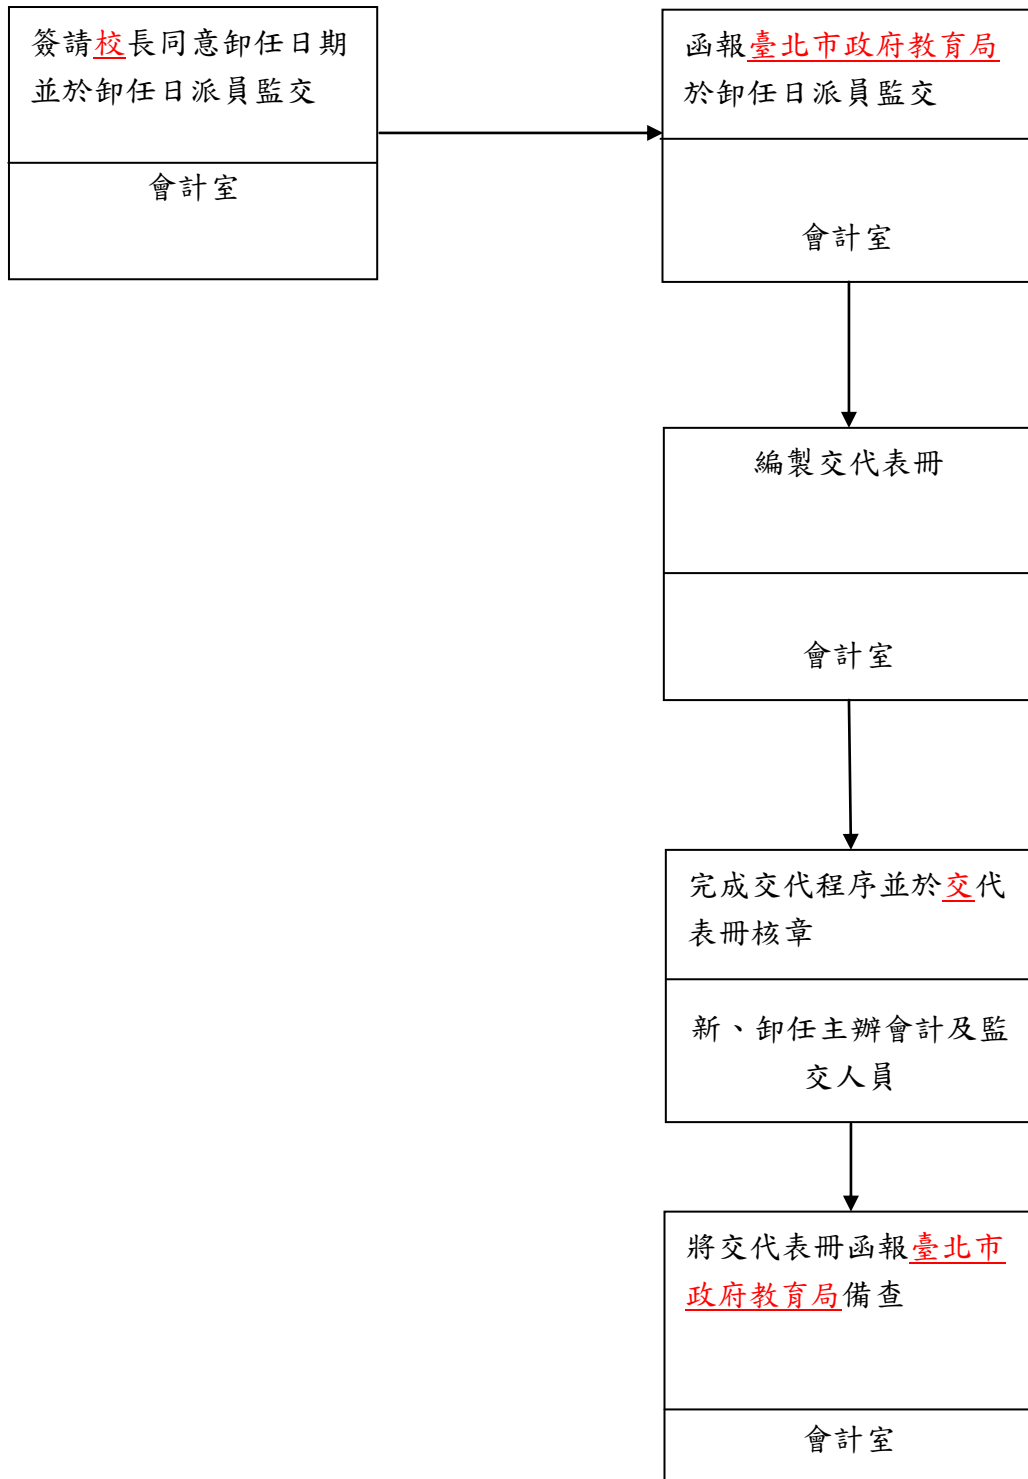 簽請校長同意卸任日期
並於卸任日派員監交
會計室
函報臺北市政府教育局
於卸任日派員監交
會計室
編製交代表冊
會計室
完成交代程序並於交代
表冊核章
新、卸任主辦會計及監
交人員
將交代表冊函報臺北市
政府教育局備查
會計室